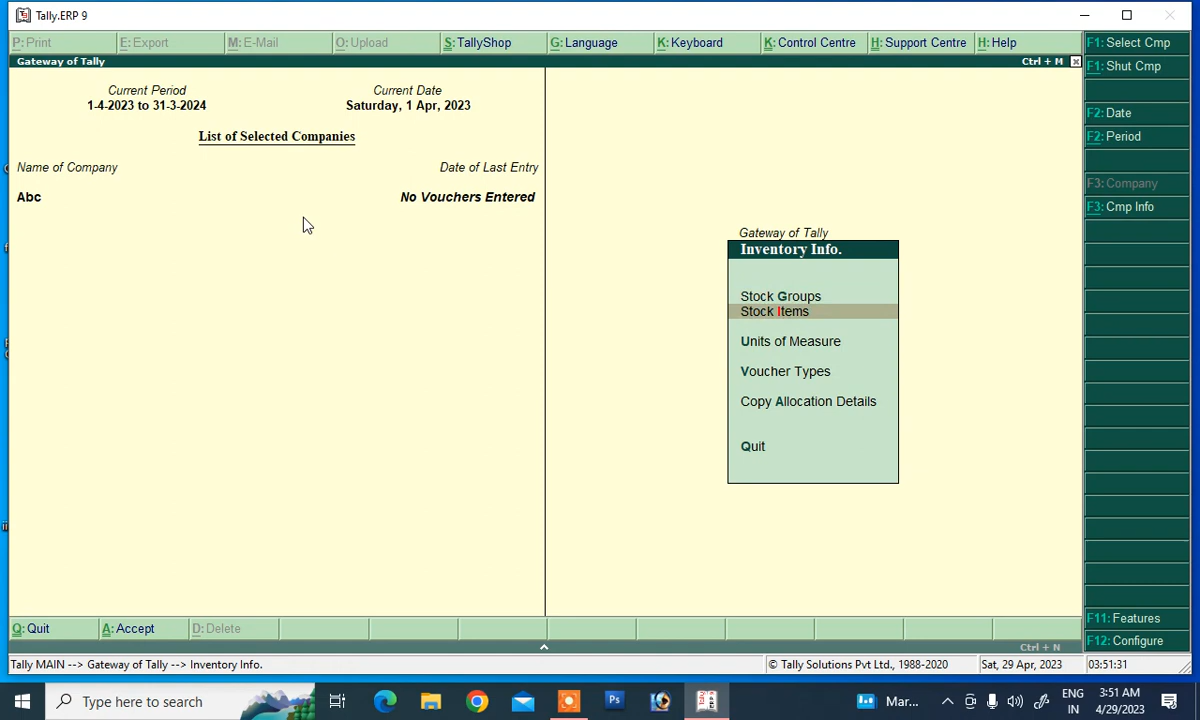 Tally.ERP 9
P: Print E: Export M: E-Mail O: Upload S: TallyShop G: Language K: Keyboard K: Control Centre H: Support Centre H: Help
F1: Select Cmp
Gateway of Tally Ctrl + M x
F1: Shut Cmp
Current Period Current Date
1-4-2023 to 31-3-2024 Saturday, 1 Apr, 2023
F2: Date
List of Selected Companies
F2: Period
Name of Company Date of Last Entry
F3: Company
Abc No Vouchers Entered
F3: Cmp Info
Gateway of Tally
Inventory Info.
Stock Groups
Stock Items
Units of Measure
Voucher Types
Copy Allocation Details
Quit
F11: Features
Q: Quit A: Accept D: Delete
F12: Configure
Ctrl + N
Tally MAIN --> Gateway of Tally --> Inventory Info. © Tally Solutions Pvt Ltd., 1988-2020 Sat, 29 Apr, 2023 03:51:31
Type here to search Ps Mar... ENG 3:51 AM
IN 4/29/2023